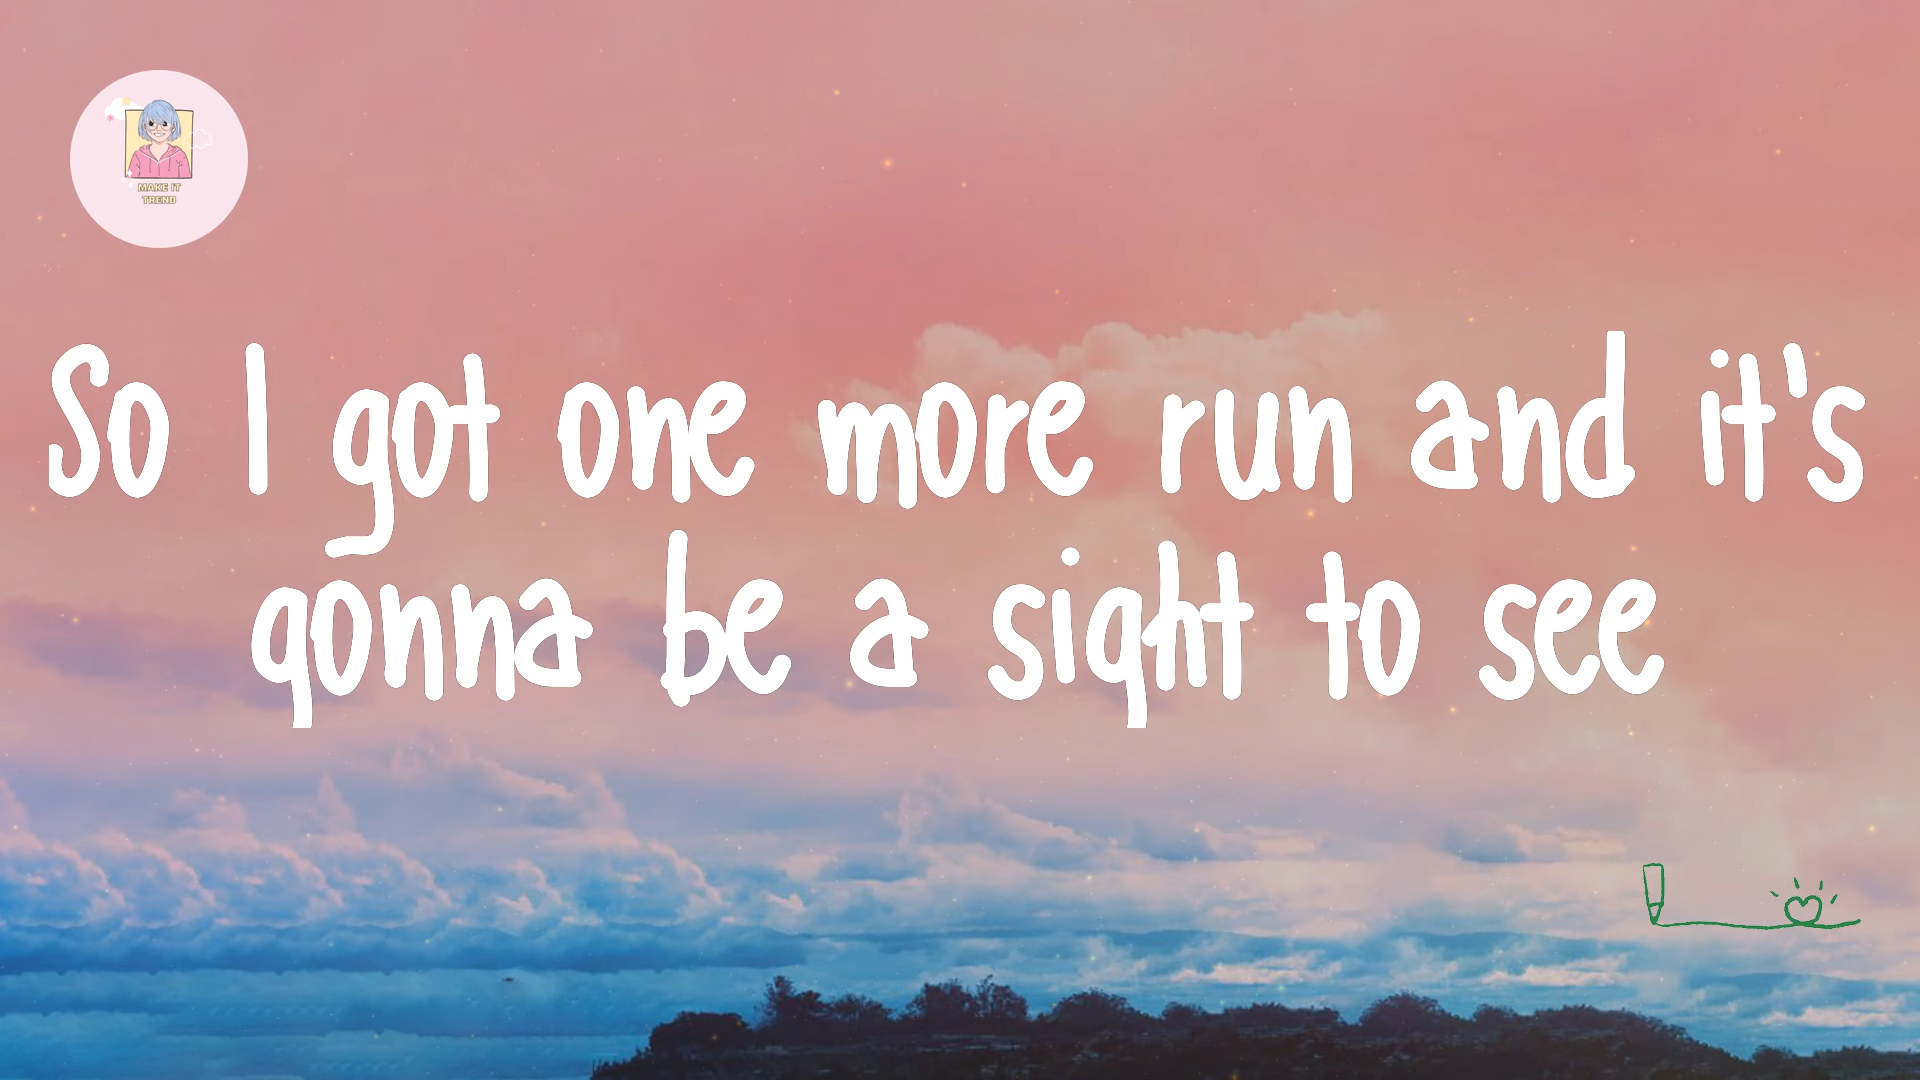 MAKE IT
TREND
So I got one more run and it's
gonna be a sight to see